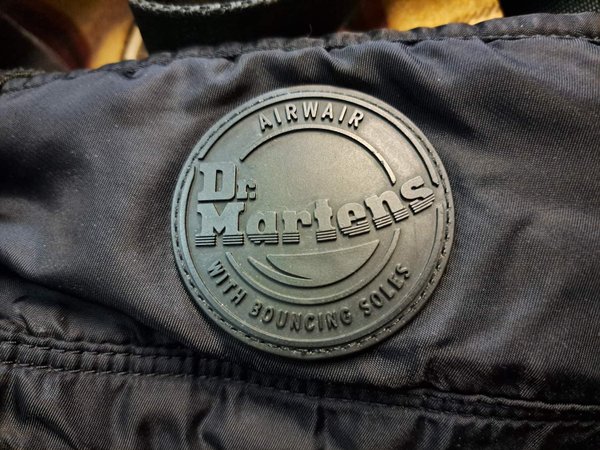 AIRWAIR
Dr.
Martens
WITH BOUNCING SOLES